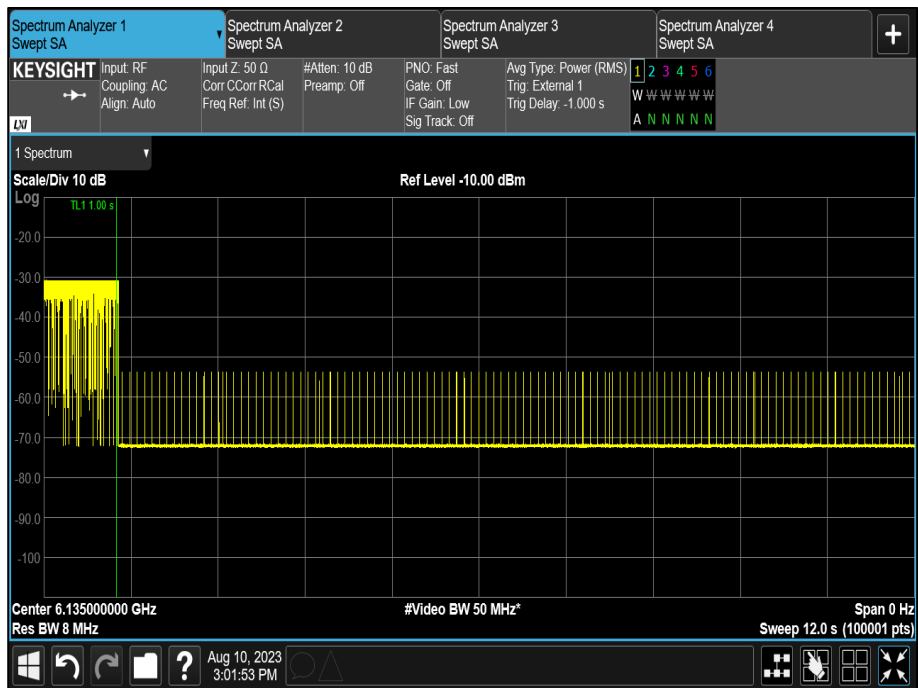 Spectrum Analyzer 1
Swept SA
Spectrum Analyzer 2
Swept SA
Spectrum Analyzer 3
Swept SA
Spectrum Analyzer 4
Swept SA
KEYSIGHT
LXI
Input: RF
Coupling: AC
Align: Auto
Input Z: 50 Ω
Corr CCorr RCal
Freq Ref: Int (S)
#Atten: 10 dB
Preamp: Off
PNO: Fast
Gate: Off
IF Gain: Low
Sig Track: Off
Avg Type: Power (RMS)
Trig: External 1
Trig Delay: -1.000 s
1 2 3 4 5 6
W W W W W W
A N N N N N
1 Spectrum
Scale/Div 10 dB
Ref Level -10.00 dBm
Log
TL1 1.00 s
-20.0
-30.0
-40.0
-50.0
-60.0
-70.0
-80.0
-90.0
-100
Center 6.135000000 GHz
#Video BW 50 MHz*
Span 0 Hz
Res BW 8 MHz
Sweep 12.0 s (100001 pts)
?
Aug 10, 2023
3:01:53 PM